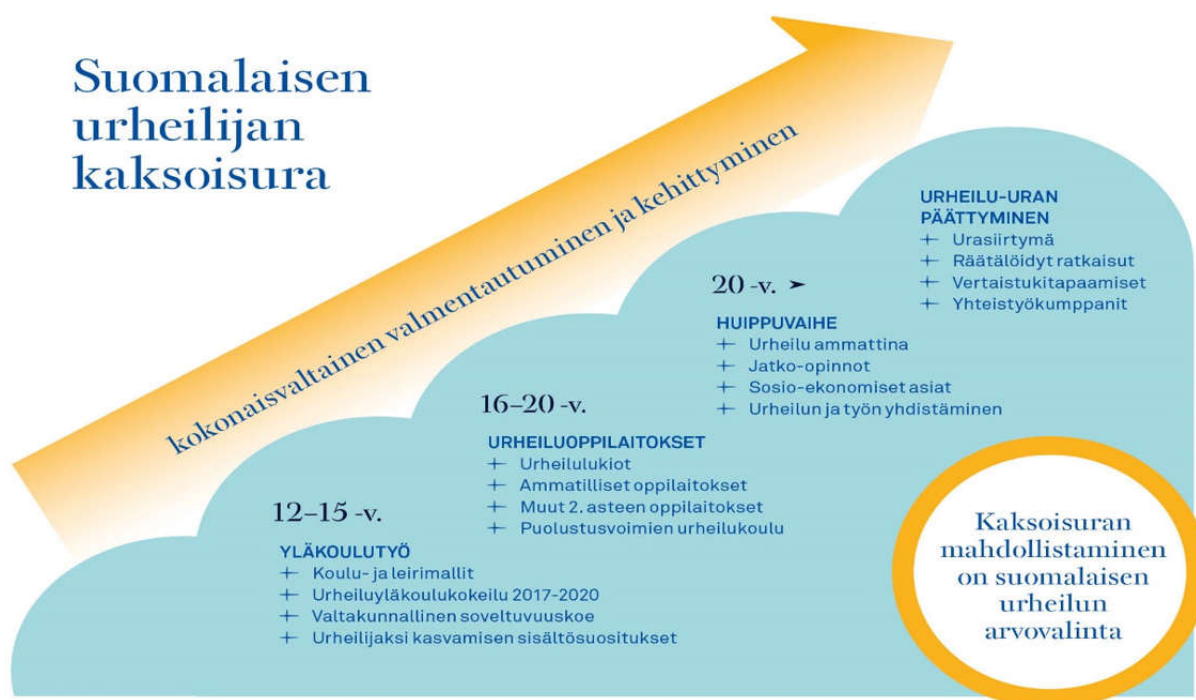 Suomalaisen
urheilijan
kaksoisura
kokonaisvaltainen valmentautuminen ja kehittyminen
12–15 -v.
YLÄKOULUTYÖ
+ Koulu- ja leirimallit
+ Urheiluyläkoulukokeilu 2017-2020
+ Valtakunnallinen soveltuvuuskoe
+ Urheilijaksi kasvamisen sisältösuositukset
16–20 -v.
URHEILUOPPILAITOKSET
+ Urheilulukiot
+ Ammatilliset oppilaitokset
+ Muut 2. asteen oppilaitokset
+ Puolustusvoimien urheilukoulu
20 -v. ➤
HUIPPUVAIHE
+ Urheilu ammattina
+ Jatko-opinnot
+ Sosio-ekonomiset asiat
+ Urheilun ja työn yhdistäminen
URHEILU-URAN
PÄÄTTYMINEN
+ Urasiirtymä
+ Räätälöidyt ratkaisut
+ Vertaistukitapaamiset
+ Yhteistyökumppanit
Kaksoisuran
mahdollistaminen
on suomalaisen
urheilun
arvovalinta